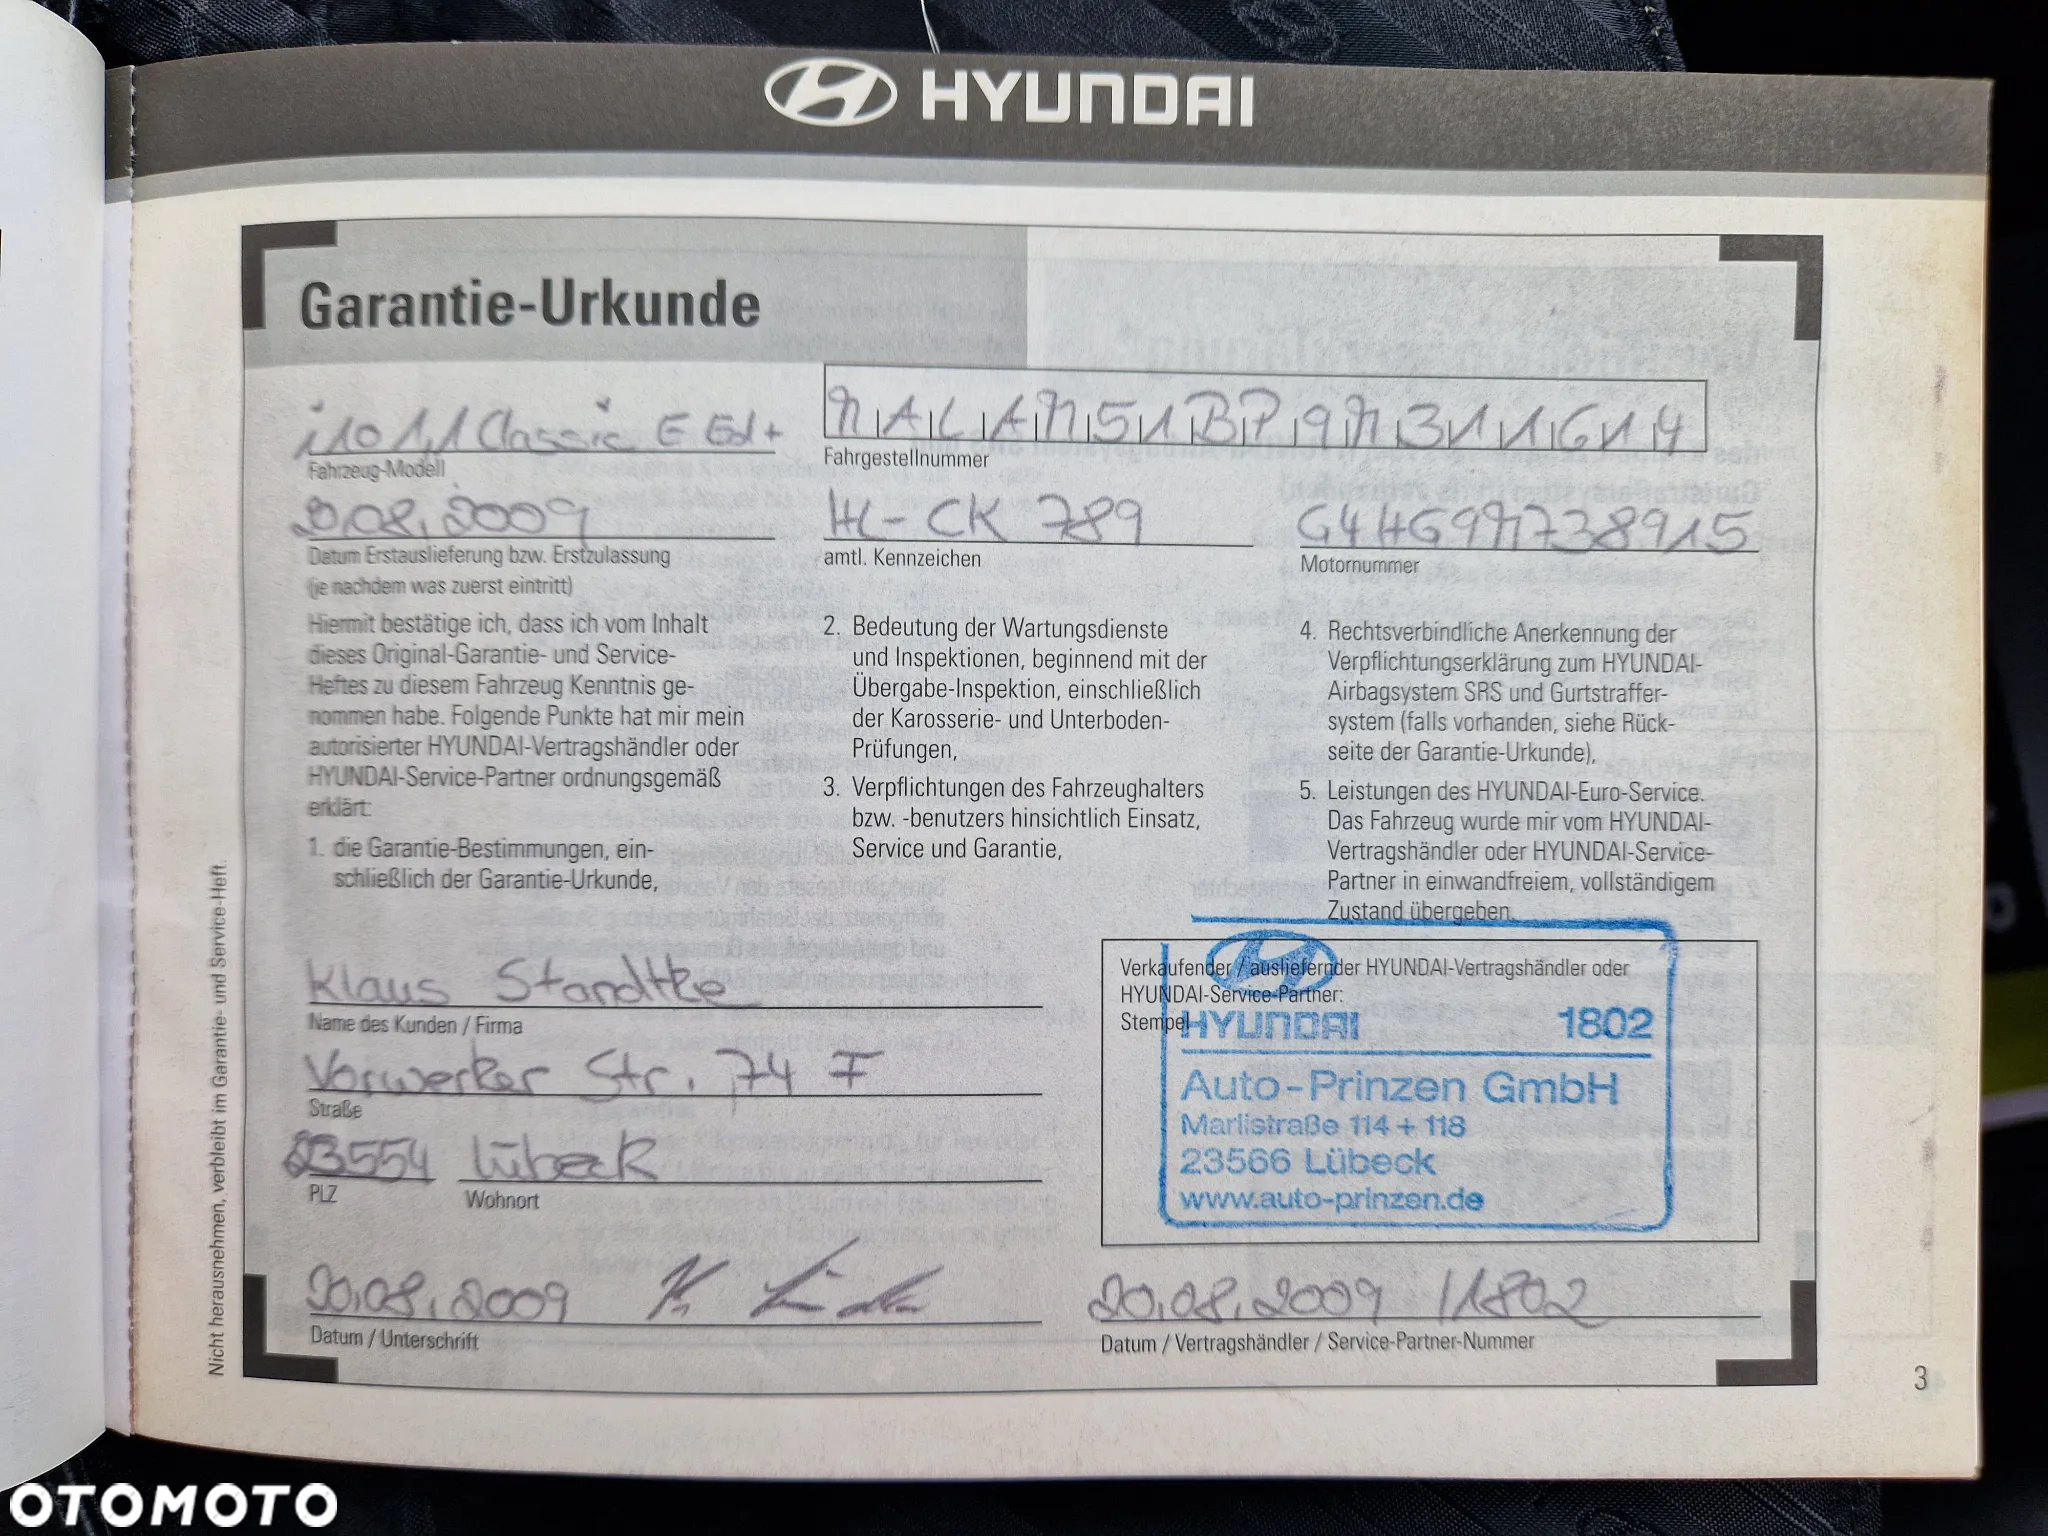 HYUNDAI
Garantie-Urkunde
i10 1,1 Classic E Ed+
Fahrzeug-Modell
MALAM51BP9M311614
Fahrgestellnummer
20.08.2009
Datum Erstauslieferung bzw. Erstzulassung
(je nachdem was zuerst eintritt)
HL-CK 789
amtl. Kennzeichen
G4HG9M738915
Motornummer
Hiermit bestätige ich, dass ich vom Inhalt
dieses Original-Garantie- und Service-
Heftes zu diesem Fahrzeug Kenntnis ge-
nommen habe. Folgende Punkte hat mir mein
autorisierter HYUNDAI-Vertragshändler oder
HYUNDAI-Service-Partner ordnungsgemäß
erklärt:
1. die Garantie-Bestimmungen, ein-
schließlich der Garantie-Urkunde,
2. Bedeutung der Wartungsdienste
und Inspektionen, beginnend mit der
Übergabe-Inspektion, einschließlich
der Karosserie- und Unterboden-
Prüfungen,
3. Verpflichtungen des Fahrzeughalters
bzw. -benutzers hinsichtlich Einsatz,
Service und Garantie,
4. Rechtsverbindliche Anerkennung der
Verpflichtungserklärung zum HYUNDAI-
Airbagsystem SRS und Gurtstraffer-
system (falls vorhanden, siehe Rück-
seite der Garantie-Urkunde),
5. Leistungen des HYUNDAI-Euro-Service.
Das Fahrzeug wurde mir vom HYUNDAI-
Vertragshändler oder HYUNDAI-Service-
Partner in einwandfreiem, vollständigem
Zustand übergeben.
Klaus Standtke
Name des Kunden / Firma
Vorwerker Str. 74 F
Straße
23554 Lübeck
PLZ Wohnort
20.08.2009
Datum / Unterschrift
Verkaufender / ausliefernder HYUNDAI-Vertragshändler oder
HYUNDAI-Service-Partner:
Stempel
HYUNDAI 1802
Auto-Prinzen GmbH
Marlistraße 114 + 118
23566 Lübeck
www.auto-prinzen.de
20.08.2009 / 1802
Datum / Vertragshändler / Service-Partner-Nummer
Nicht herausnehmen, verbleibt im Garantie- und Service-Heft.
3
OTOMOTO